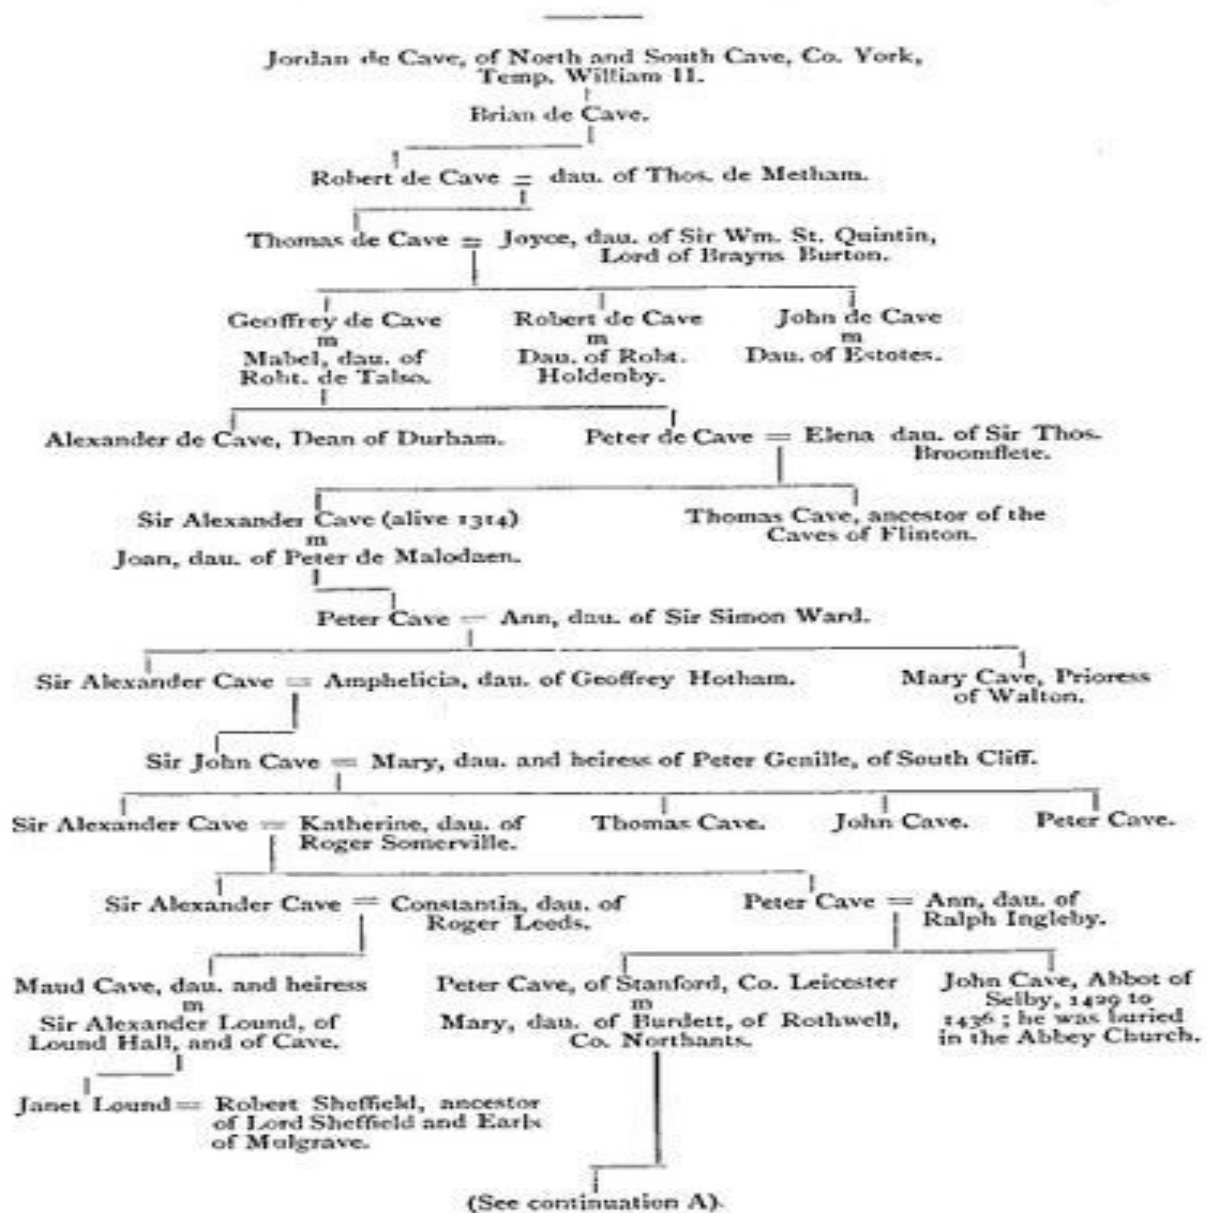 Jordan de Cave, of North and South Cave, Co. York,
Temp. William II.
Brian de Cave.
Robert de Cave = dau. of Thos. de Metham.
Thomas de Cave = Joyce, dau. of Sir Wm. St. Quintin,
Lord of Brayns Burton.
Geoffrey de Cave
m
Mabel, dau. of
Robt. de Talso.
Robert de Cave
m
Dau. of Robt.
Holdenby.
John de Cave
m
Dau. of Estotes.
Alexander de Cave, Dean of Durham.
Peter de Cave = Elena dau. of Sir Thos.
Broomflete.
Sir Alexander Cave (alive 1314)
m
Joan, dau. of Peter de Malodaen.
Thomas Cave, ancestor of the
Caves of Flinton.
Peter Cave = Ann, dau. of Sir Simon Ward.
Sir Alexander Cave = Amphelicia, dau. of Geoffrey Hotham.
Mary Cave, Prioress
of Walton.
Sir John Cave = Mary, dau. and heiress of Peter Genille, of South Cliff.
Sir Alexander Cave = Katherine, dau. of
Roger Somerville.
Thomas Cave.
John Cave.
Peter Cave.
Sir Alexander Cave = Constantia, dau. of
Roger Leeds.
Peter Cave = Ann, dau. of
Ralph Ingleby.
Maud Cave, dau. and heiress
m
Sir Alexander Lound, of
Lound Hall, and of Cave.
Peter Cave, of Stanford, Co. Leicester
m
Mary, dau. of Burdett, of Rothwell,
Co. Northants.
John Cave, Abbot of
Selby, 1429 to
1436; he was buried
in the Abbey Church.
Janet Lound = Robert Sheffield, ancestor
of Lord Sheffield and Earls
of Mulgrave.
(See continuation A).